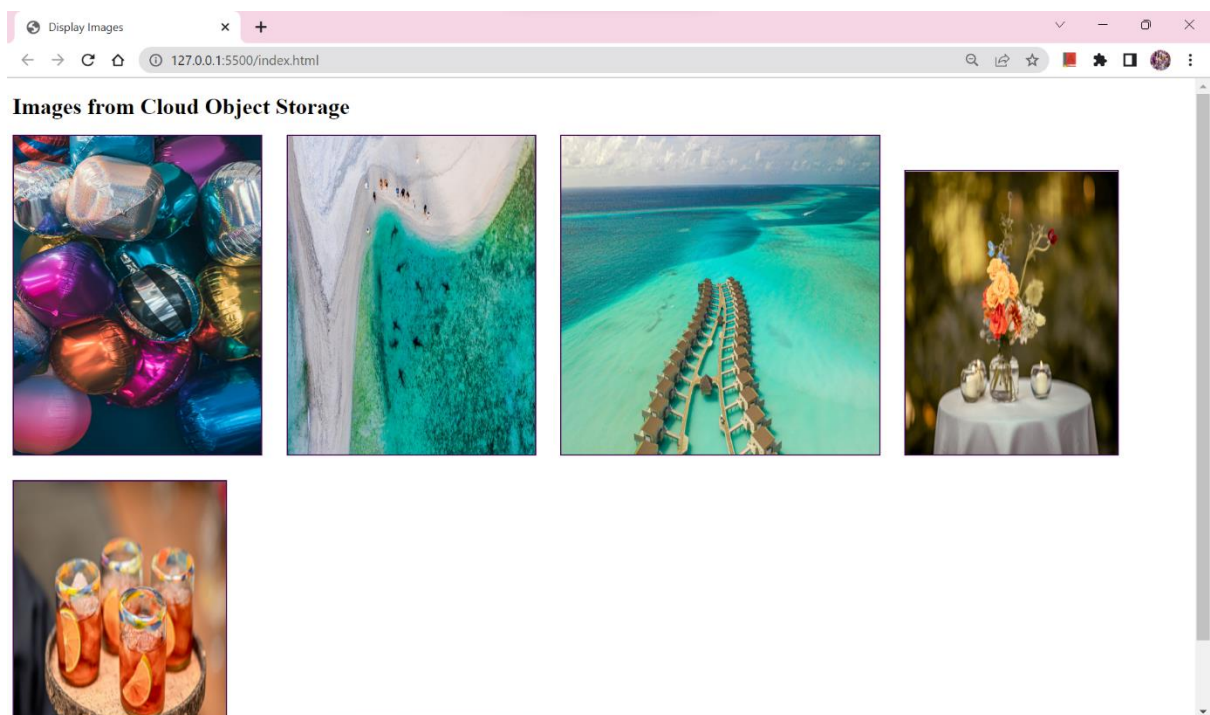 Display Images
127.0.0.1:5500/index.html
Images from Cloud Object Storage